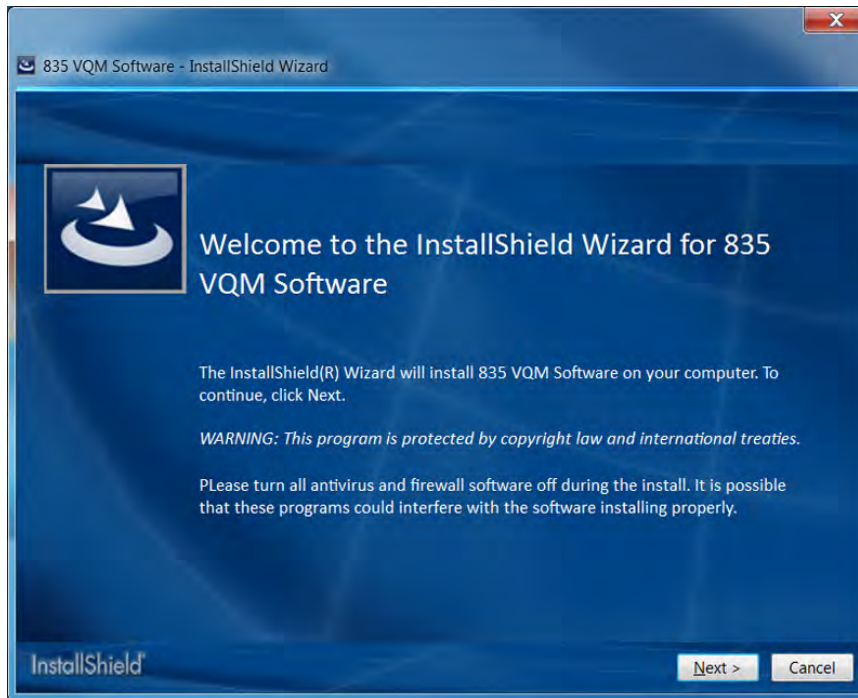 835 VQM Software - InstallShield Wizard
Welcome to the InstallShield Wizard for 835
VQM Software
The InstallShield(R) Wizard will install 835 VQM Software on your computer. To
continue, click Next.
WARNING: This program is protected by copyright law and international treaties.
PLease turn all antivirus and firewall software off during the install. It is possible
that these programs could interfere with the software installing properly.
InstallShield
Next >
Cancel